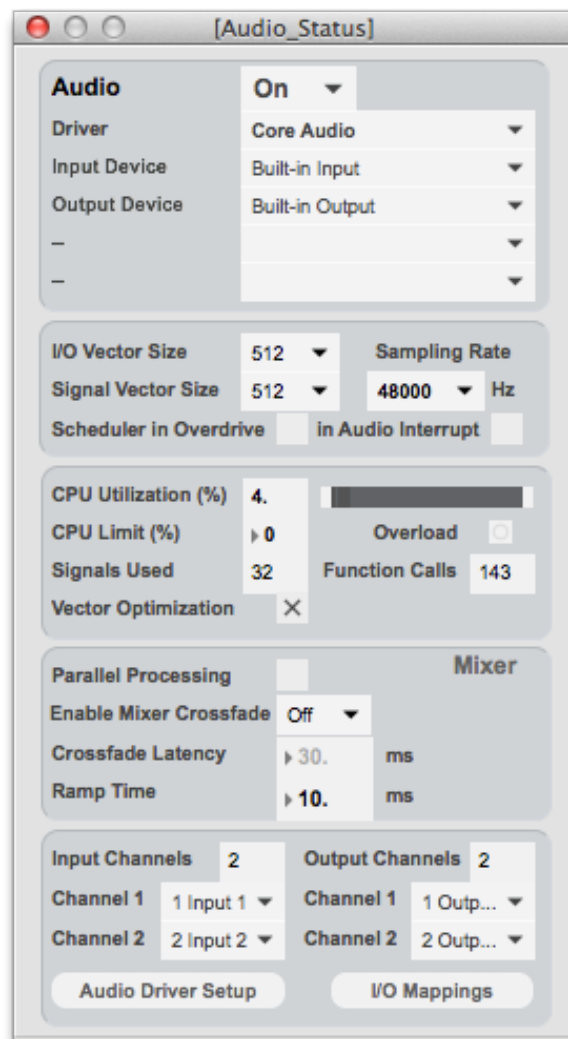 [Audio_Status]
Audio On
Driver Core Audio
Input Device Built-in Input
Output Device Built-in Output
–
–
I/O Vector Size 512 Sampling Rate
Signal Vector Size 512 48000 Hz
Scheduler in Overdrive in Audio Interrupt
CPU Utilization (%) 4.
CPU Limit (%) 0 Overload
Signals Used 32 Function Calls 143
Vector Optimization
Mixer
Parallel Processing
Enable Mixer Crossfade Off
Crossfade Latency 30. ms
Ramp Time 10. ms
Input Channels 2 Output Channels 2
Channel 1 1 Input 1 Channel 1 1 Outp...
Channel 2 2 Input 2 Channel 2 2 Outp...
Audio Driver Setup I/O Mappings